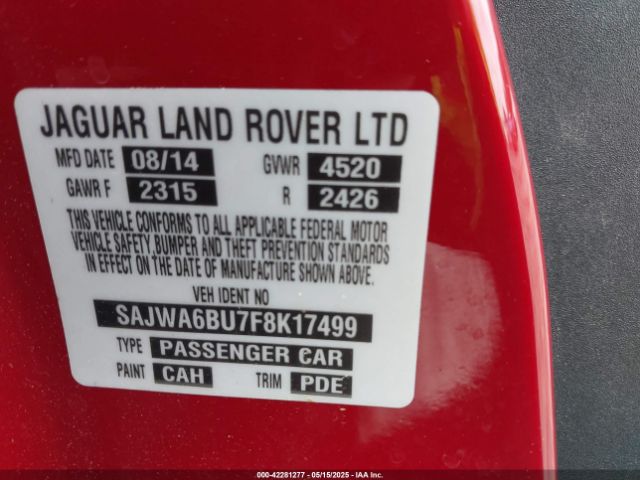 JAGUAR LAND ROVER LTD
MFD DATE 08/14 GVWR 4520
GAWR F 2315 R 2426
THIS VEHICLE CONFORMS TO ALL APPLICABLE FEDERAL MOTOR
VEHICLE SAFETY, BUMPER AND THEFT PREVENTION STANDARDS
IN EFFECT ON THE DATE OF MANUFACTURE SHOWN ABOVE.
VEH IDENT NO
SAJWA6BU7F8K17499
TYPE PASSENGER CAR
PAINT CAH TRIM PDE
000-42281277 - 05/15/2025 - IAA Inc.